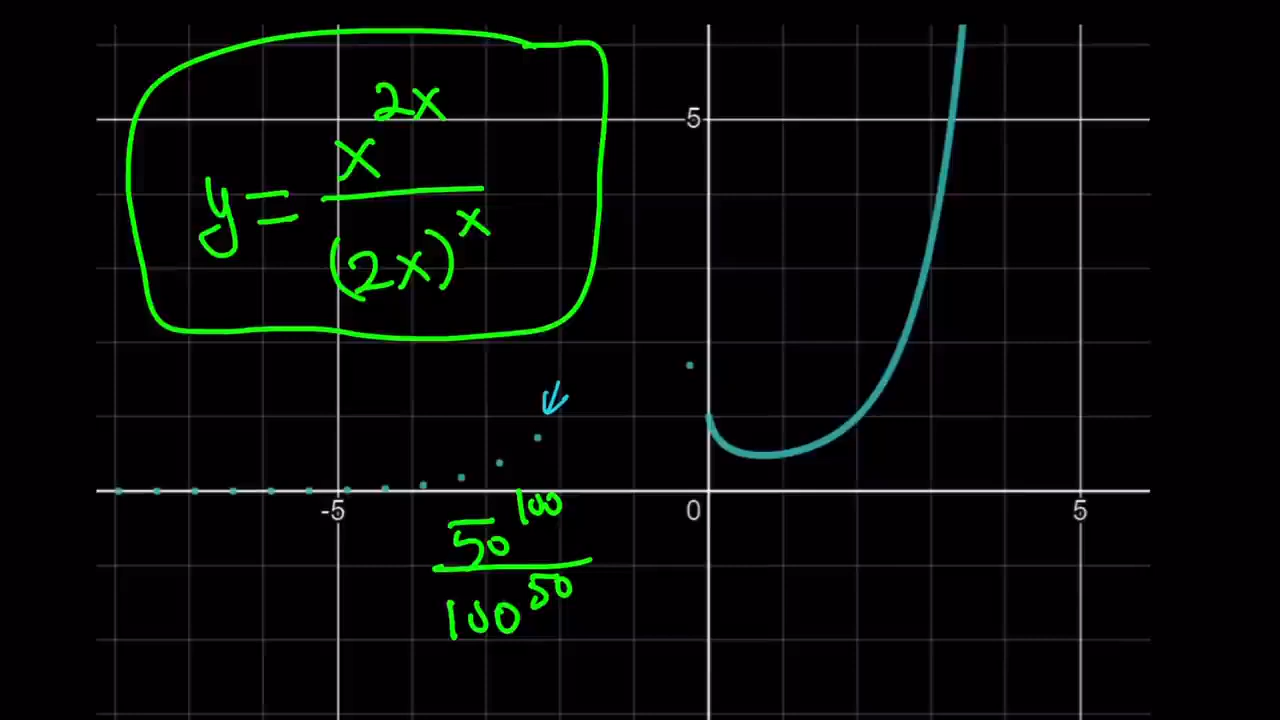 5
y = x^{2x} / (2x)^x
-5 0 5
50^{100} / 100^{50}